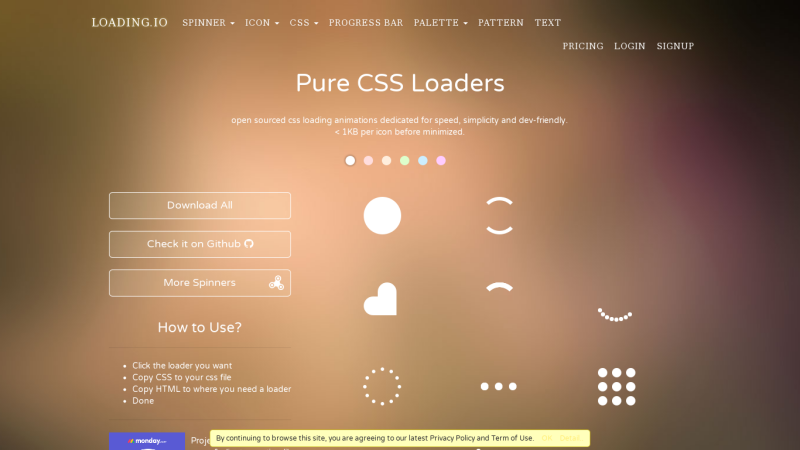 LOADING.IO
SPINNER ICON CSS PROGRESS BAR PALETTE PATTERN TEXT
PRICING LOGIN SIGNUP
Pure CSS Loaders
open sourced css loading animations dedicated for speed, simplicity and dev-friendly.
< 1KB per icon before minimized.
Download All
Check it on Github
More Spinners
How to Use?
Click the loader you want
Copy CSS to your css file
Copy HTML to where you need a loader
Done
monday.com
By continuing to browse this site, you are agreeing to our latest Privacy Policy and Term of Use.